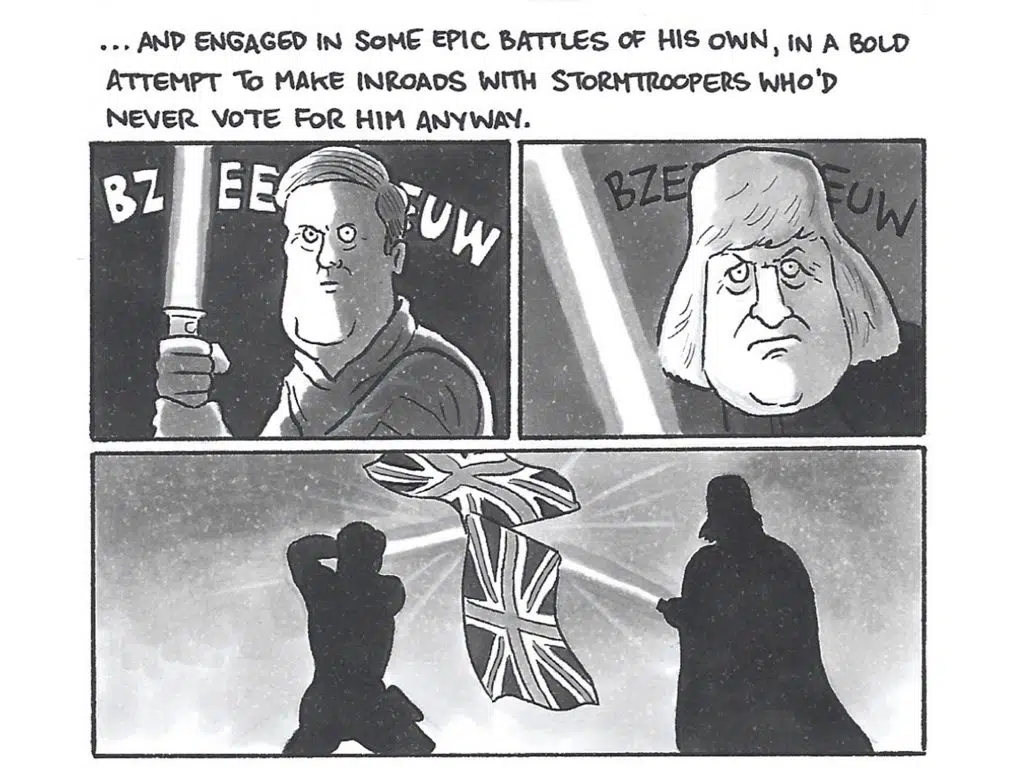 ... AND ENGAGED IN SOME EPIC BATTLES OF HIS OWN, IN A BOLD
ATTEMPT TO MAKE INROADS WITH STORMTROOPERS WHO'D
NEVER VOTE FOR HIM ANYWAY.
BZ EE EUW
BZE EUW